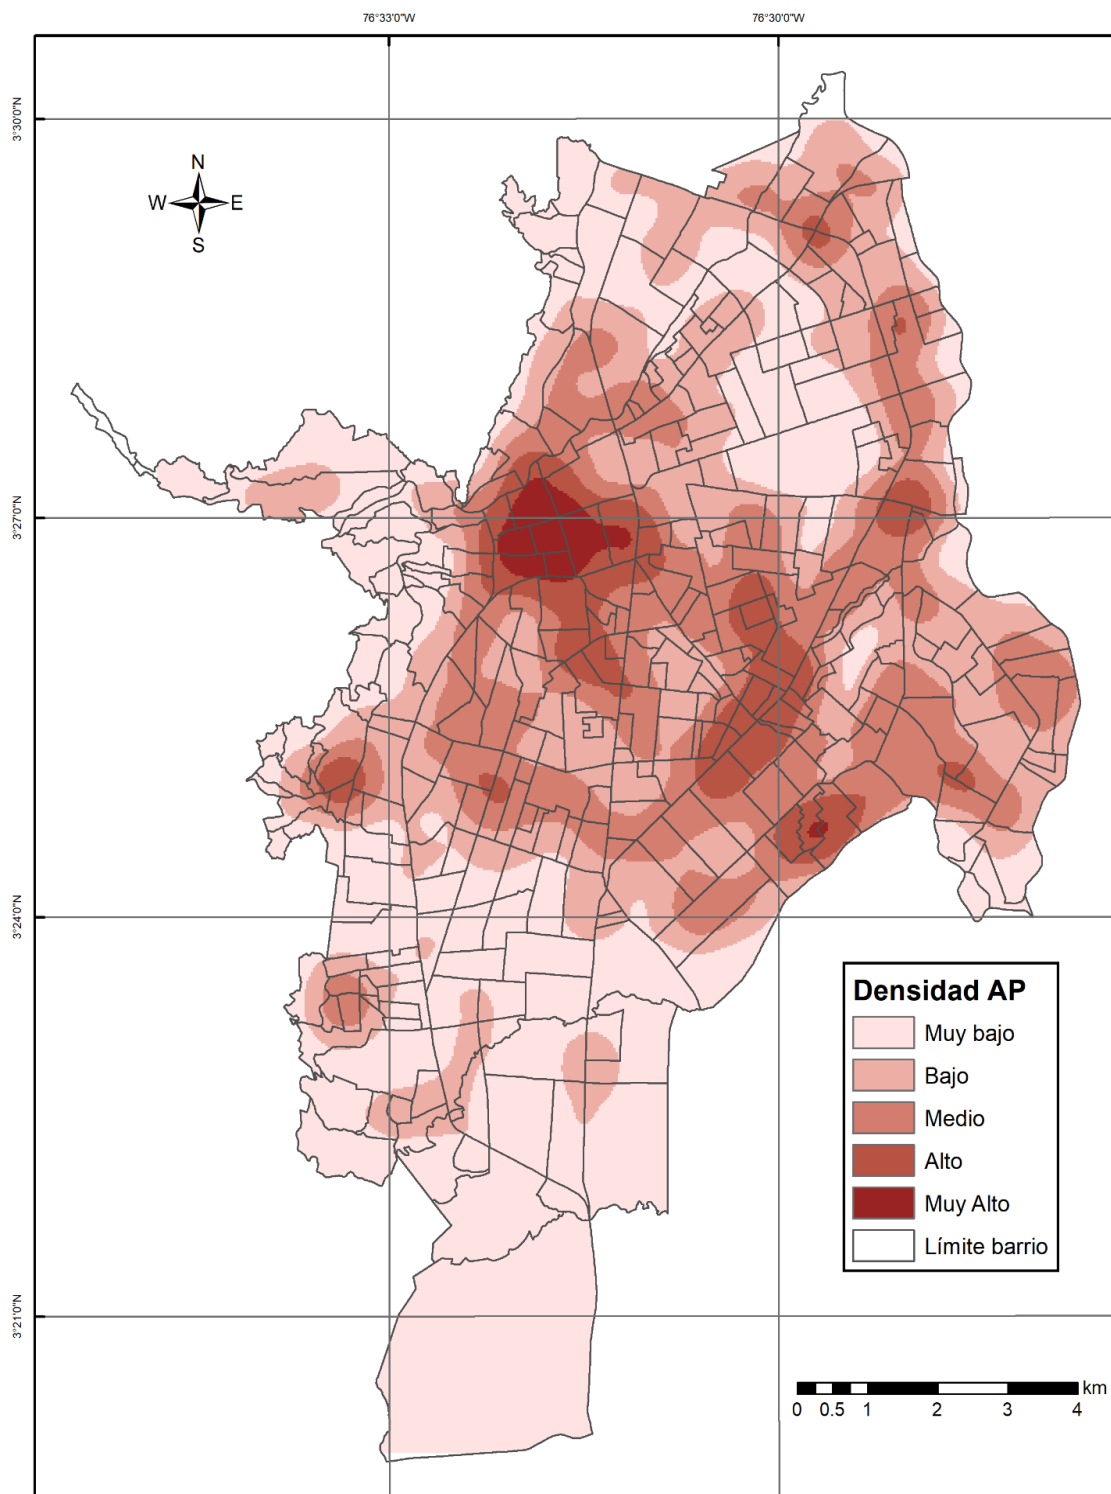 76°33'0"W
76°30'0"W
3°30'0"N
N
W E
S
3°27'0"N
3°24'0"N
Densidad AP
Muy bajo
Bajo
Medio
Alto
Muy Alto
Límite barrio
3°21'0"N
km
0 0.5 1 2 3 4